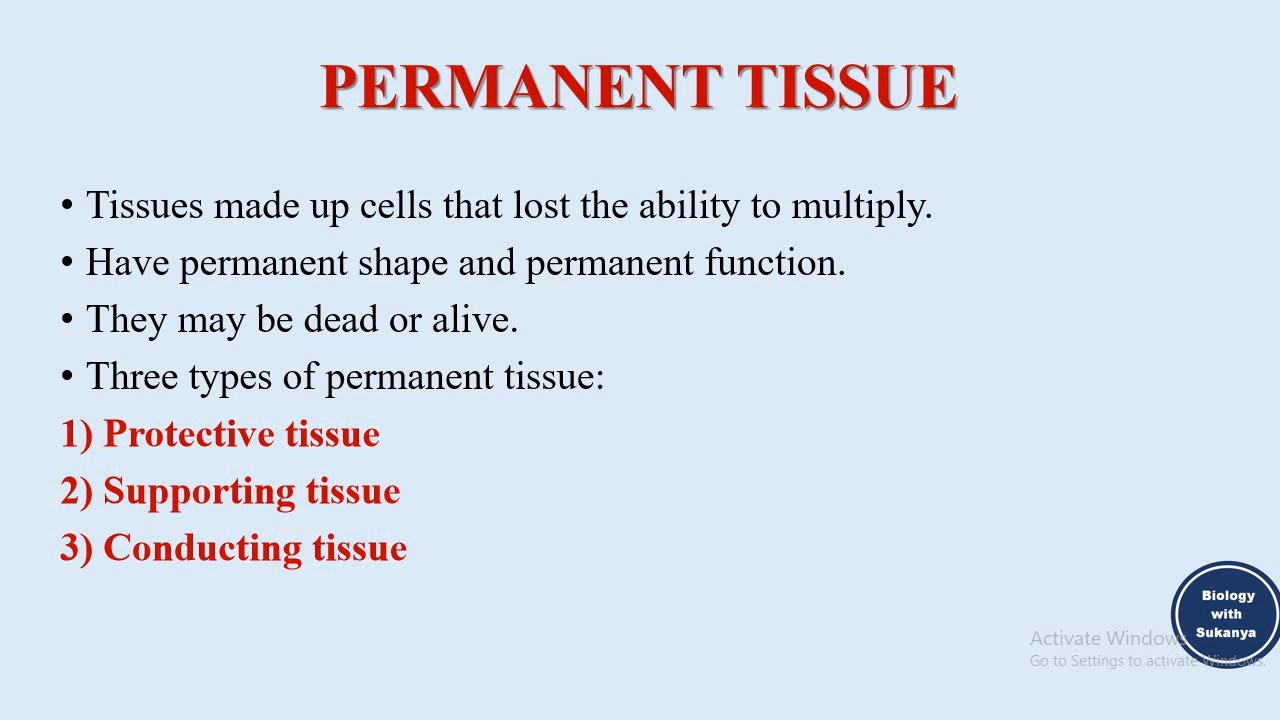 PERMANENT TISSUE
• Tissues made up cells that lost the ability to multiply.
• Have permanent shape and permanent function.
• They may be dead or alive.
• Three types of permanent tissue:
1) Protective tissue
2) Supporting tissue
3) Conducting tissue
Biology
with
Sukanya
Activate Windows
Go to Settings to activate Windows.